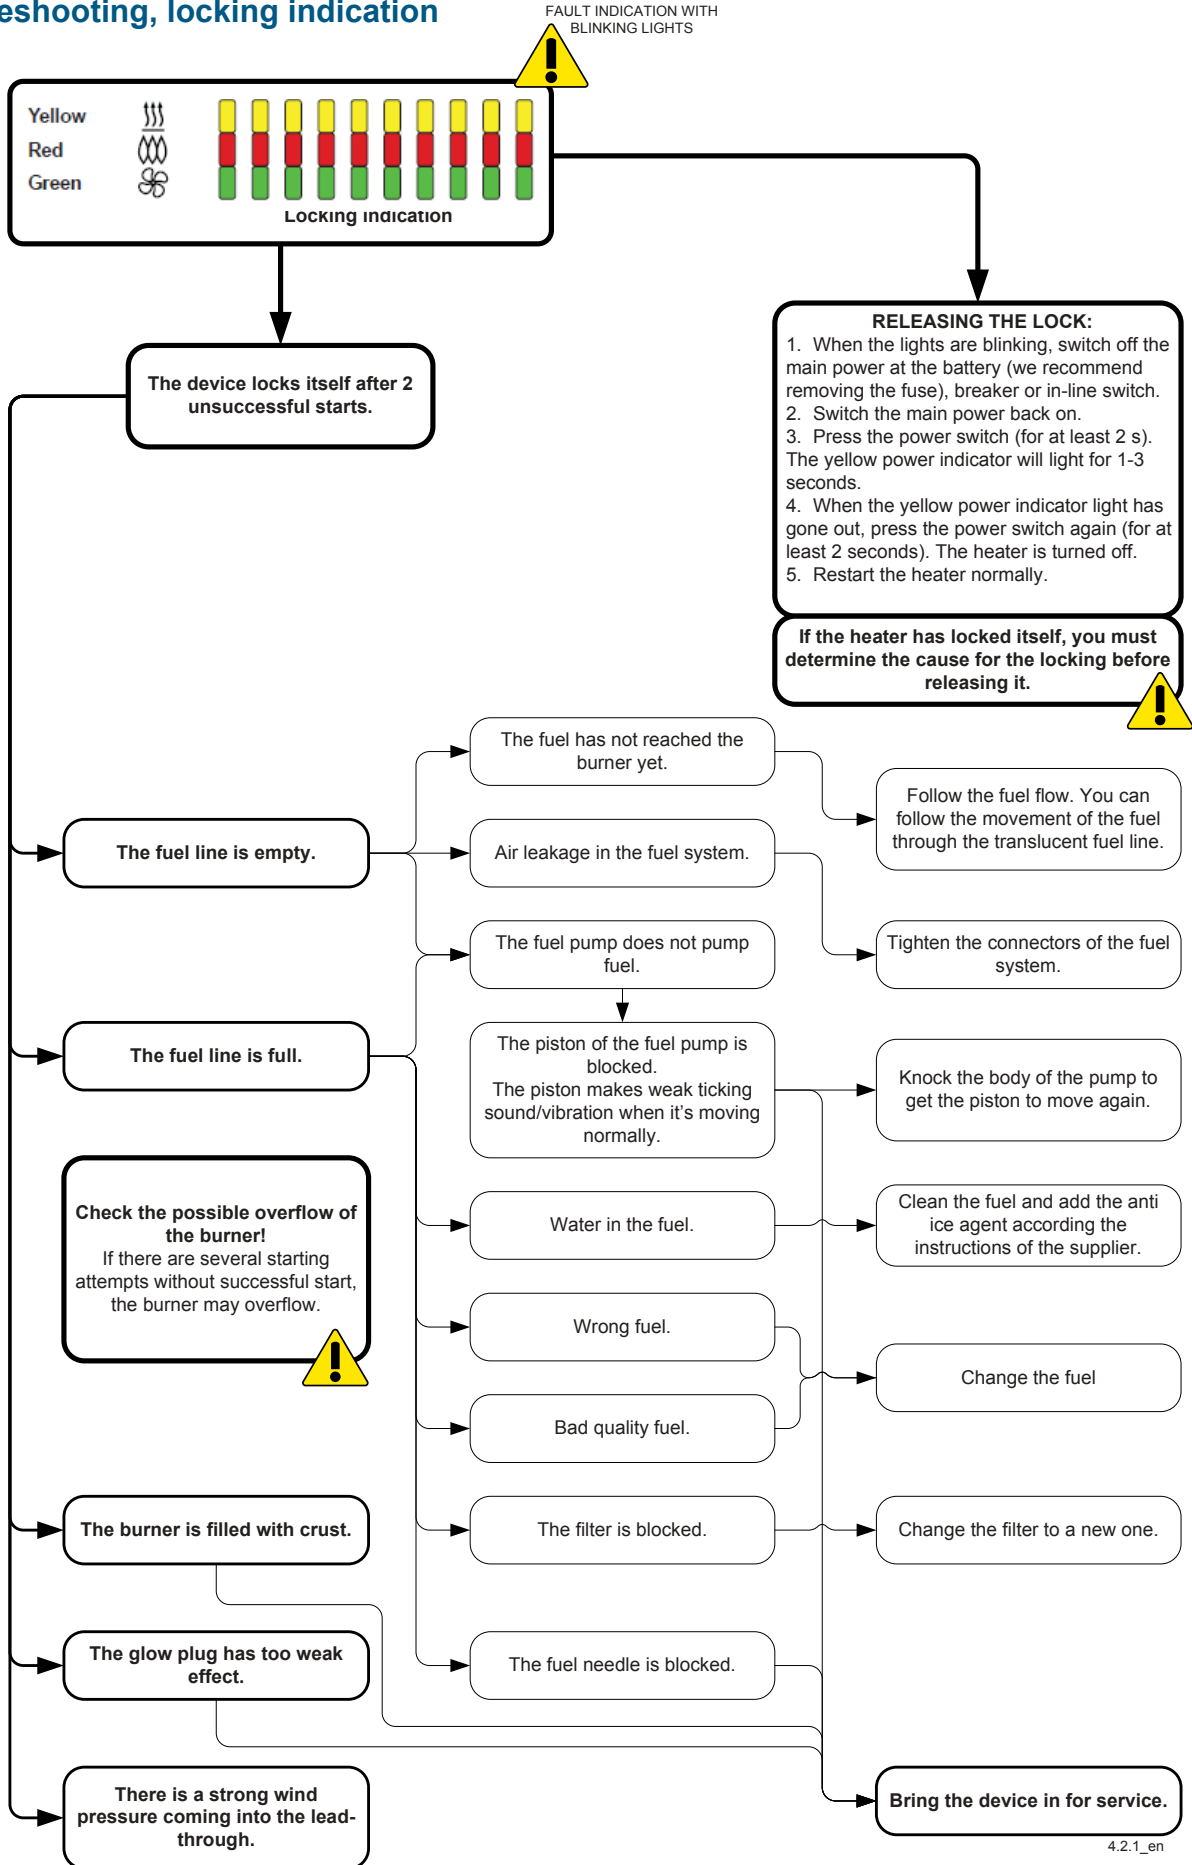 eshooting, locking indication
FAULT INDICATION WITH
BLINKING LIGHTS
Yellow
Red
Green
Locking indication
The device locks itself after 2
unsuccessful starts.
RELEASING THE LOCK:
1. When the lights are blinking, switch off the
main power at the battery (we recommend
removing the fuse), breaker or in-line switch.
2. Switch the main power back on.
3. Press the power switch (for at least 2 s).
The yellow power indicator will light for 1-3
seconds.
4. When the yellow power indicator light has
gone out, press the power switch again (for at
least 2 seconds). The heater is turned off.
5. Restart the heater normally.
If the heater has locked itself, you must
determine the cause for the locking before
releasing it.
The fuel has not reached the
burner yet.
Follow the fuel flow. You can
follow the movement of the fuel
through the translucent fuel line.
The fuel line is empty.
Air leakage in the fuel system.
The fuel pump does not pump
fuel.
Tighten the connectors of the fuel
system.
The fuel line is full.
The piston of the fuel pump is
blocked.
The piston makes weak ticking
sound/vibration when it's moving
normally.
Knock the body of the pump to
get the piston to move again.
Check the possible overflow of
the burner!
If there are several starting
attempts without successful start,
the burner may overflow.
Water in the fuel.
Clean the fuel and add the anti
ice agent according the
instructions of the supplier.
Wrong fuel.
Change the fuel
Bad quality fuel.
The burner is filled with crust.
The filter is blocked.
Change the filter to a new one.
The glow plug has too weak
effect.
The fuel needle is blocked.
There is a strong wind
pressure coming into the lead-
through.
Bring the device in for service.
4.2.1_en